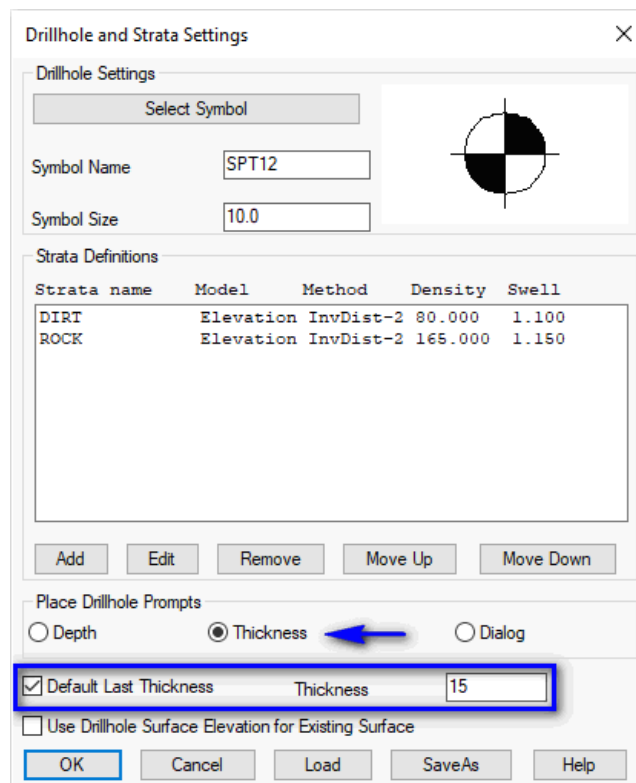 Drillhole and Strata Settings
Drillhole Settings
Select Symbol
Symbol Name SPT12
Symbol Size 10.0
Strata Definitions
Strata name Model Method Density Swell
DIRT Elevation InvDist-2 80.000 1.100
ROCK Elevation InvDist-2 165.000 1.150
Add Edit Remove Move Up Move Down
Place Drillhole Prompts
Depth Thickness Dialog
Default Last Thickness Thickness 15
Use Drillhole Surface Elevation for Existing Surface
OK Cancel Load SaveAs Help